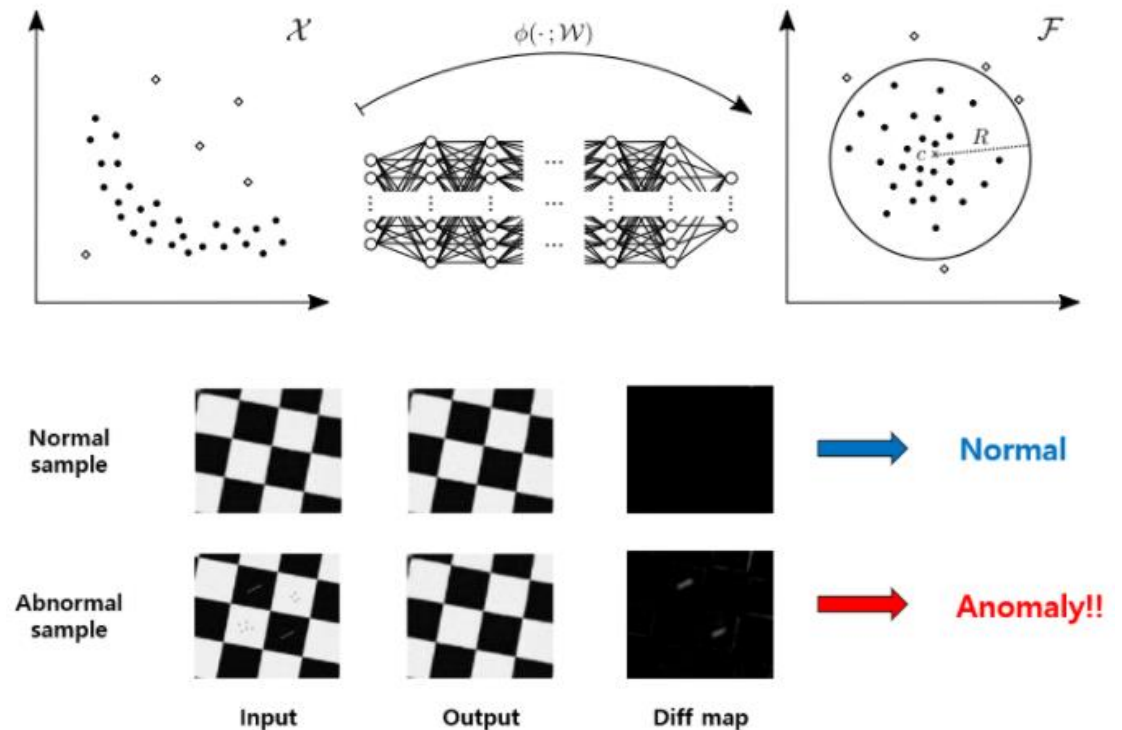 𝒳
ϕ(· ; 𝒲)
ℱ
R
c
...
...
Normal
sample
Normal
Abnormal
sample
Anomaly!!
Input
Output
Diff map